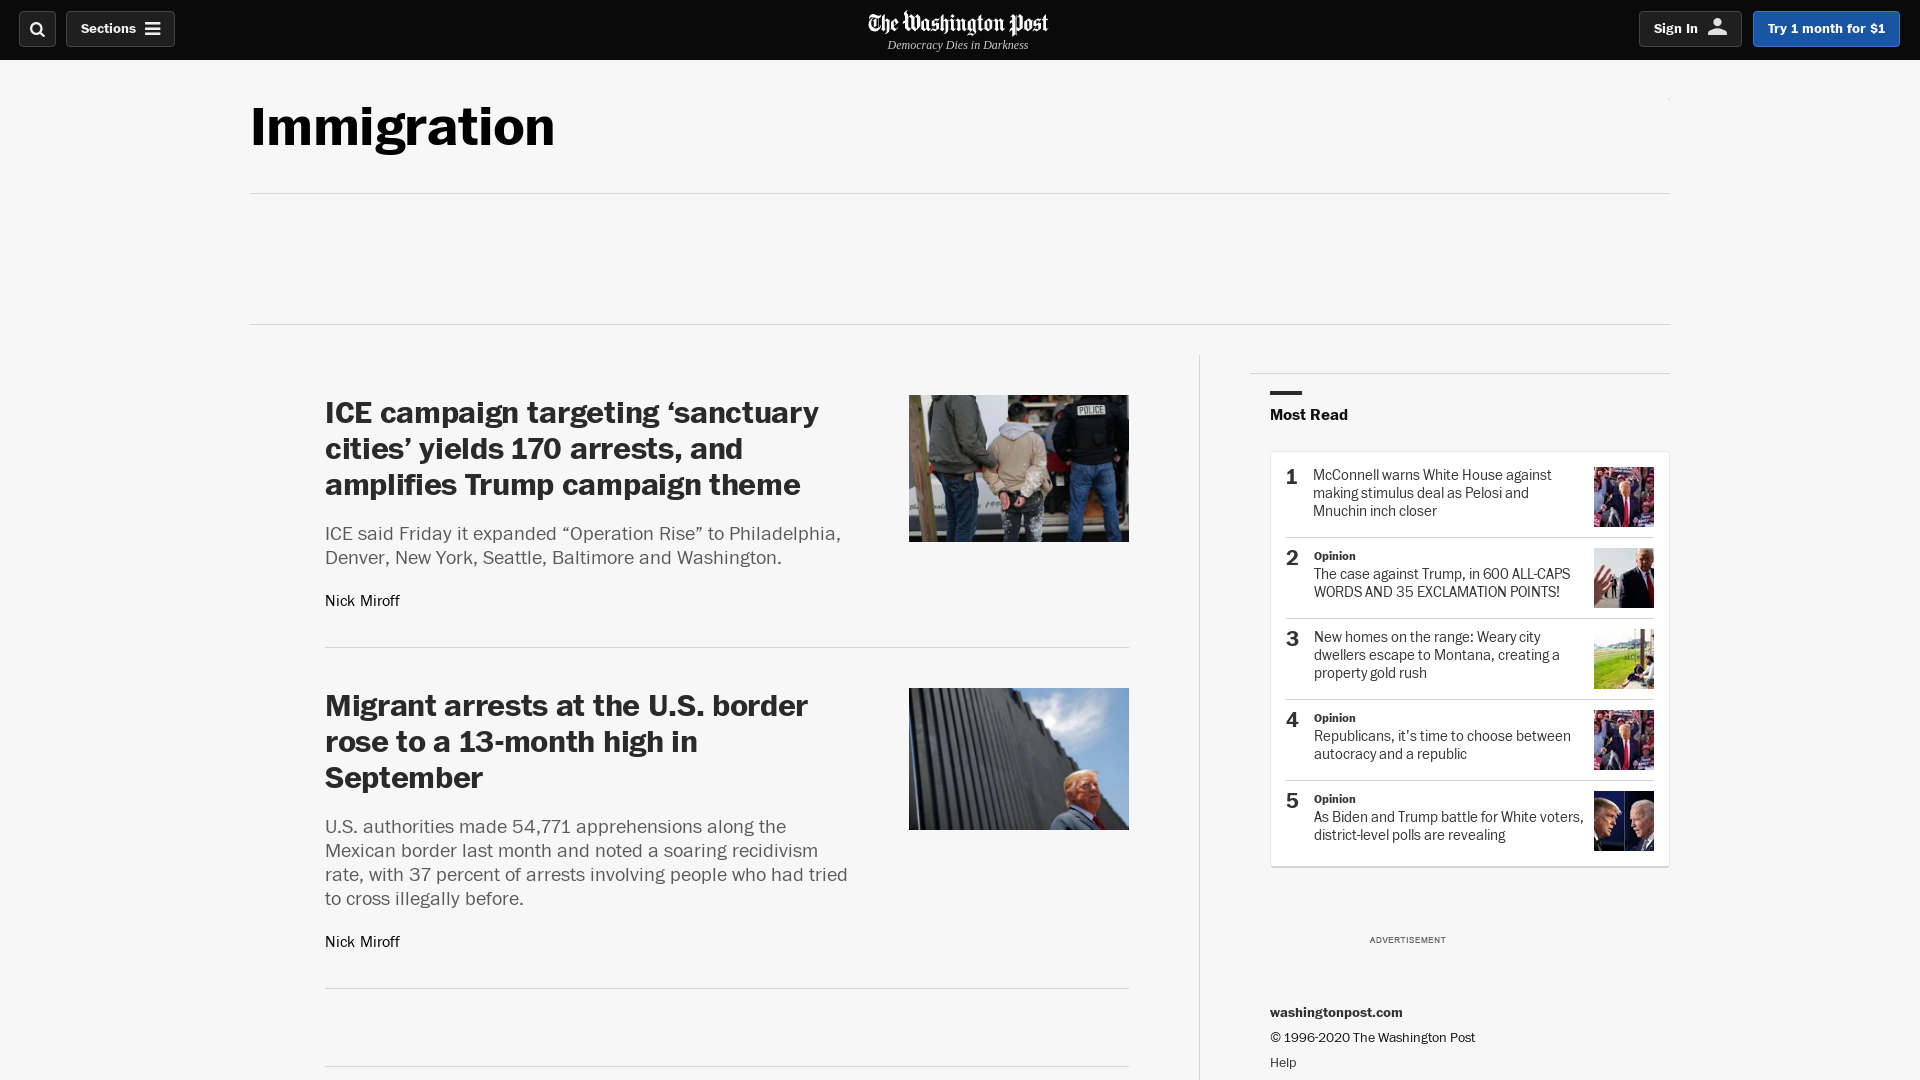 Sections
The Washington Post
Democracy Dies in Darkness
Sign In
Try 1 month for $1
Immigration
ICE campaign targeting ‘sanctuary
cities’ yields 170 arrests, and
amplifies Trump campaign theme
ICE said Friday it expanded “Operation Rise” to Philadelphia,
Denver, New York, Seattle, Baltimore and Washington.
Nick Miroff
POLICE
Migrant arrests at the U.S. border
rose to a 13-month high in
September
U.S. authorities made 54,771 apprehensions along the
Mexican border last month and noted a soaring recidivism
rate, with 37 percent of arrests involving people who had tried
to cross illegally before.
Nick Miroff
Most Read
1
McConnell warns White House against
making stimulus deal as Pelosi and
Mnuchin inch closer
2
Opinion
The case against Trump, in 600 ALL-CAPS
WORDS AND 35 EXCLAMATION POINTS!
3
New homes on the range: Weary city
dwellers escape to Montana, creating a
property gold rush
4
Opinion
Republicans, it’s time to choose between
autocracy and a republic
5
Opinion
As Biden and Trump battle for White voters,
district-level polls are revealing
ADVERTISEMENT
washingtonpost.com
© 1996-2020 The Washington Post
Help